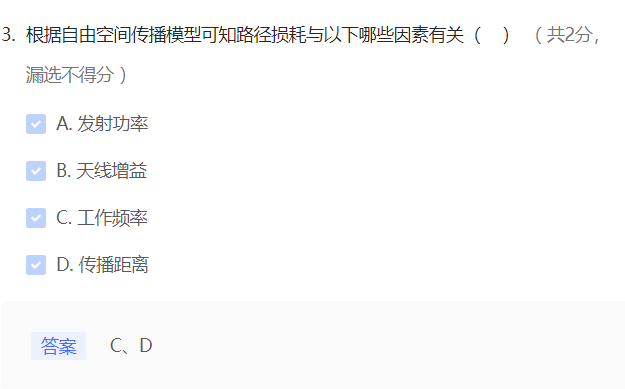 3. 根据自由空间传播模型可知路径损耗与以下哪些因素有关（　） （共2分，
漏选不得分）
A. 发射功率
B. 天线增益
C. 工作频率
D. 传播距离
答案 C、D